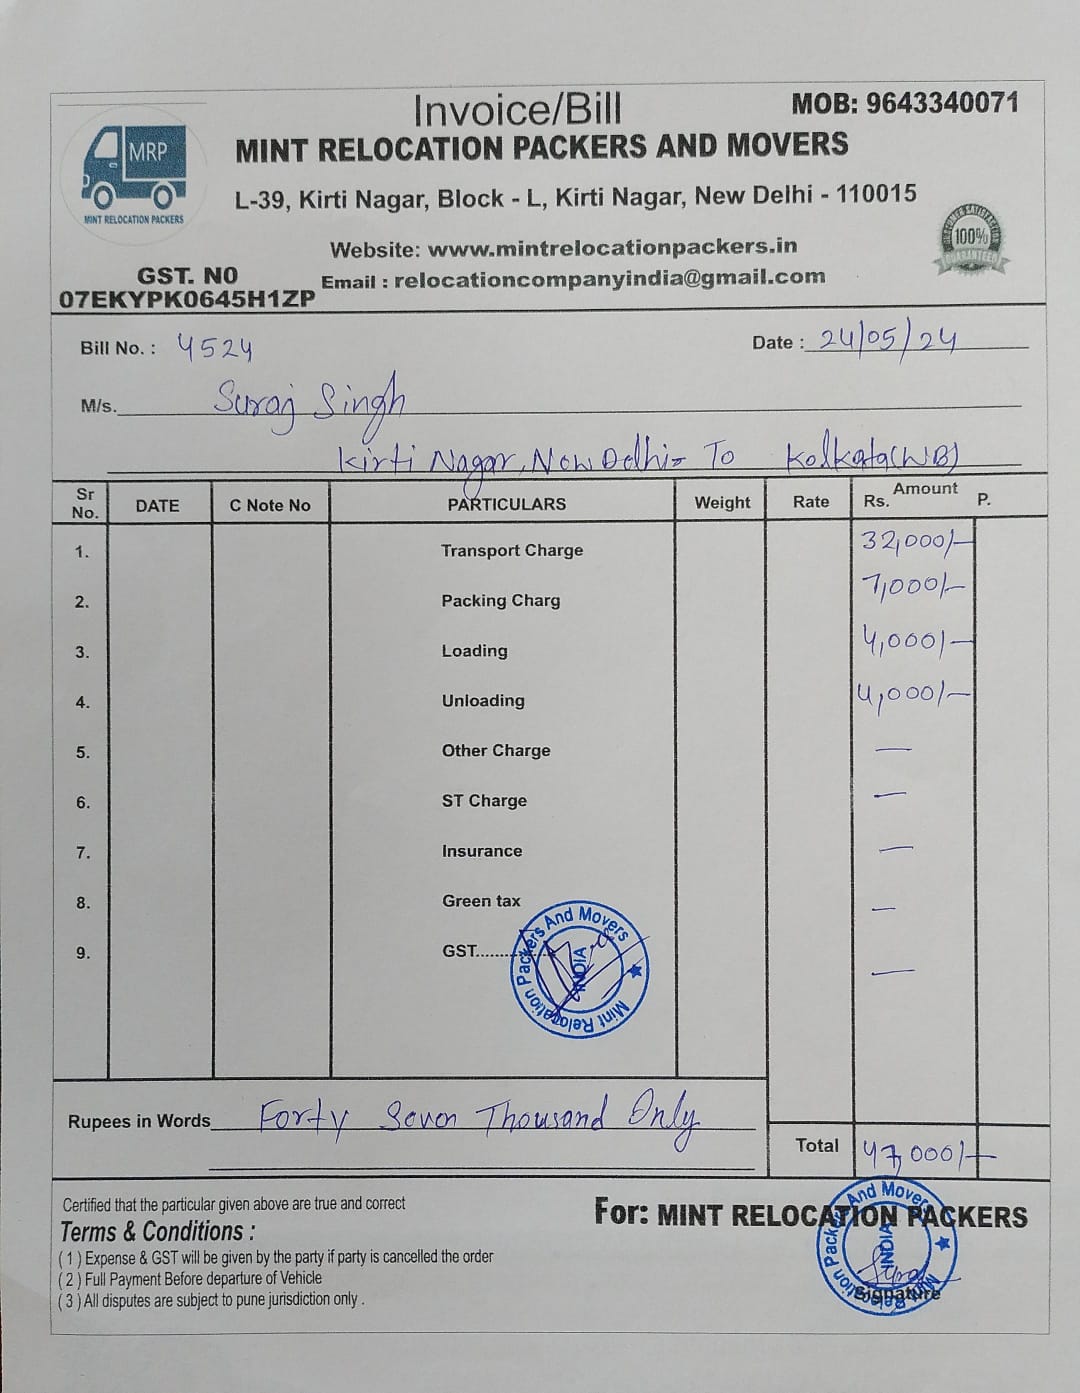 Invoice/Bill
MOB: 9643340071
MRP
MINT RELOCATION PACKERS
MINT RELOCATION PACKERS AND MOVERS
L-39, Kirti Nagar, Block - L, Kirti Nagar, New Delhi - 110015
CUSTOMER SATISFACTION
100%
GUARANTEED
Website: www.mintrelocationpackers.in
GST. NO
07EKYPK0645H1ZP
Email : relocationcompanyindia@gmail.com
Bill No. : 4524
Date : 24/05/24
M/s. Suraj Singh
Kirti Nagar, New Delhi- To Kolkata(WB)
Sr No. DATE C Note No PARTICULARS Weight Rate Amount Rs. P.
1. Transport Charge 32,000/-
2. Packing Charg 7,000/-
3. Loading 4,000/-
4. Unloading 4,000/-
5. Other Charge —
6. ST Charge —
7. Insurance —
8. Green tax —
9. GST........... —
Mint Relocation Packers And Movers
INDIA
Rupees in Words Forty Seven Thousand Only
Total 47,000/-
Certified that the particular given above are true and correct
For: MINT RELOCATION PACKERS
Terms & Conditions :
( 1 ) Expense & GST will be given by the party if party is cancelled the order
( 2 ) Full Payment Before departure of Vehicle
( 3 ) All disputes are subject to pune jurisdiction only .
Mint Relocation Packers And Movers
INDIA
Suraj
Signature